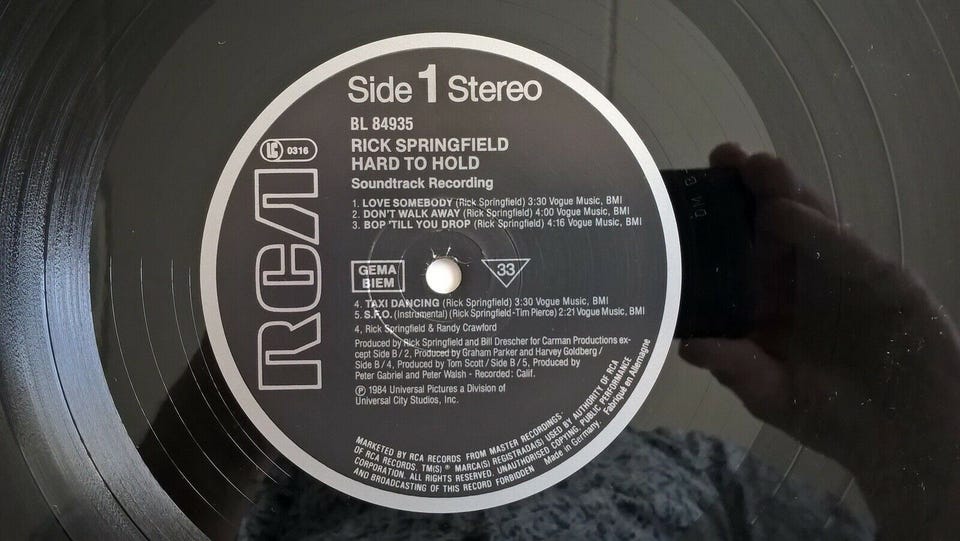 Side 1 Stereo
BL 84935
LC 0316
RICK SPRINGFIELD
HARD TO HOLD
Soundtrack Recording
RCA
1. LOVE SOMEBODY (Rick Springfield) 3:30 Vogue Music, BMI
2. DON'T WALK AWAY (Rick Springfield) 4:00 Vogue Music, BMI
3. BOP 'TILL YOU DROP (Rick Springfield) 4:16 Vogue Music, BMI
GEMA
BIEM
33
4. TAXI DANCING (Rick Springfield) 3:30 Vogue Music, BMI
5. S.F.O. (Instrumental) (Rick Springfield-Tim Pierce) 2:21 Vogue Music, BMI
4, Rick Springfield & Randy Crawford
Produced by Rick Springfield and Bill Drescher for Carman Productions ex-
cept Side B/2, Produced by Graham Parker and Harvey Goldberg/
Side B/4, Produced by Tom Scott/Side B/5, Produced by
Peter Gabriel and Peter Walsh - Recorded: Calif.
℗ 1984 Universal Pictures a Division of
Universal City Studios, Inc.
MARKETED BY RCA RECORDS FROM MASTER RECORDINGS.
OF RCA RECORDS. TM(S) ® MARCA(S) REGISTRADA(S) USED BY AUTHORITY OF RCA
CORPORATION. ALL RIGHTS RESERVED. UNAUTHORISED COPYING, PUBLIC PERFORMANCE
AND BROADCASTING OF THIS RECORD FORBIDDEN Made in Germany. Fabriqué en Allemagne